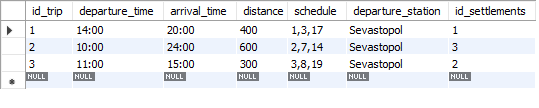 id_trip departure_time arrival_time distance schedule departure_station id_settlements
1 14:00 20:00 400 1,3,17 Sevastopol 1
2 10:00 24:00 600 2,7,14 Sevastopol 3
3 11:00 15:00 300 3,8,19 Sevastopol 2
NULL NULL NULL NULL NULL NULL NULL